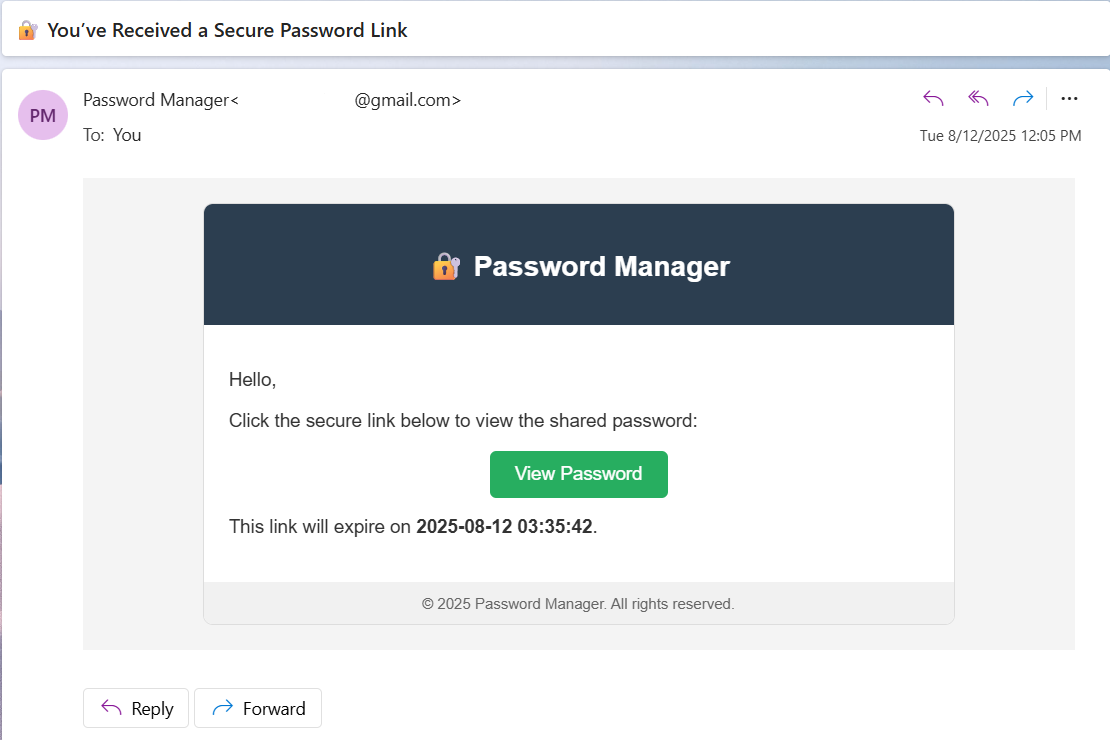 🔐 You’ve Received a Secure Password Link
PM
Password Manager< @gmail.com>
To: You
Tue 8/12/2025 12:05 PM
🔐 Password Manager
Hello,
Click the secure link below to view the shared password:
View Password
This link will expire on 2025-08-12 03:35:42.
© 2025 Password Manager. All rights reserved.
Reply
Forward